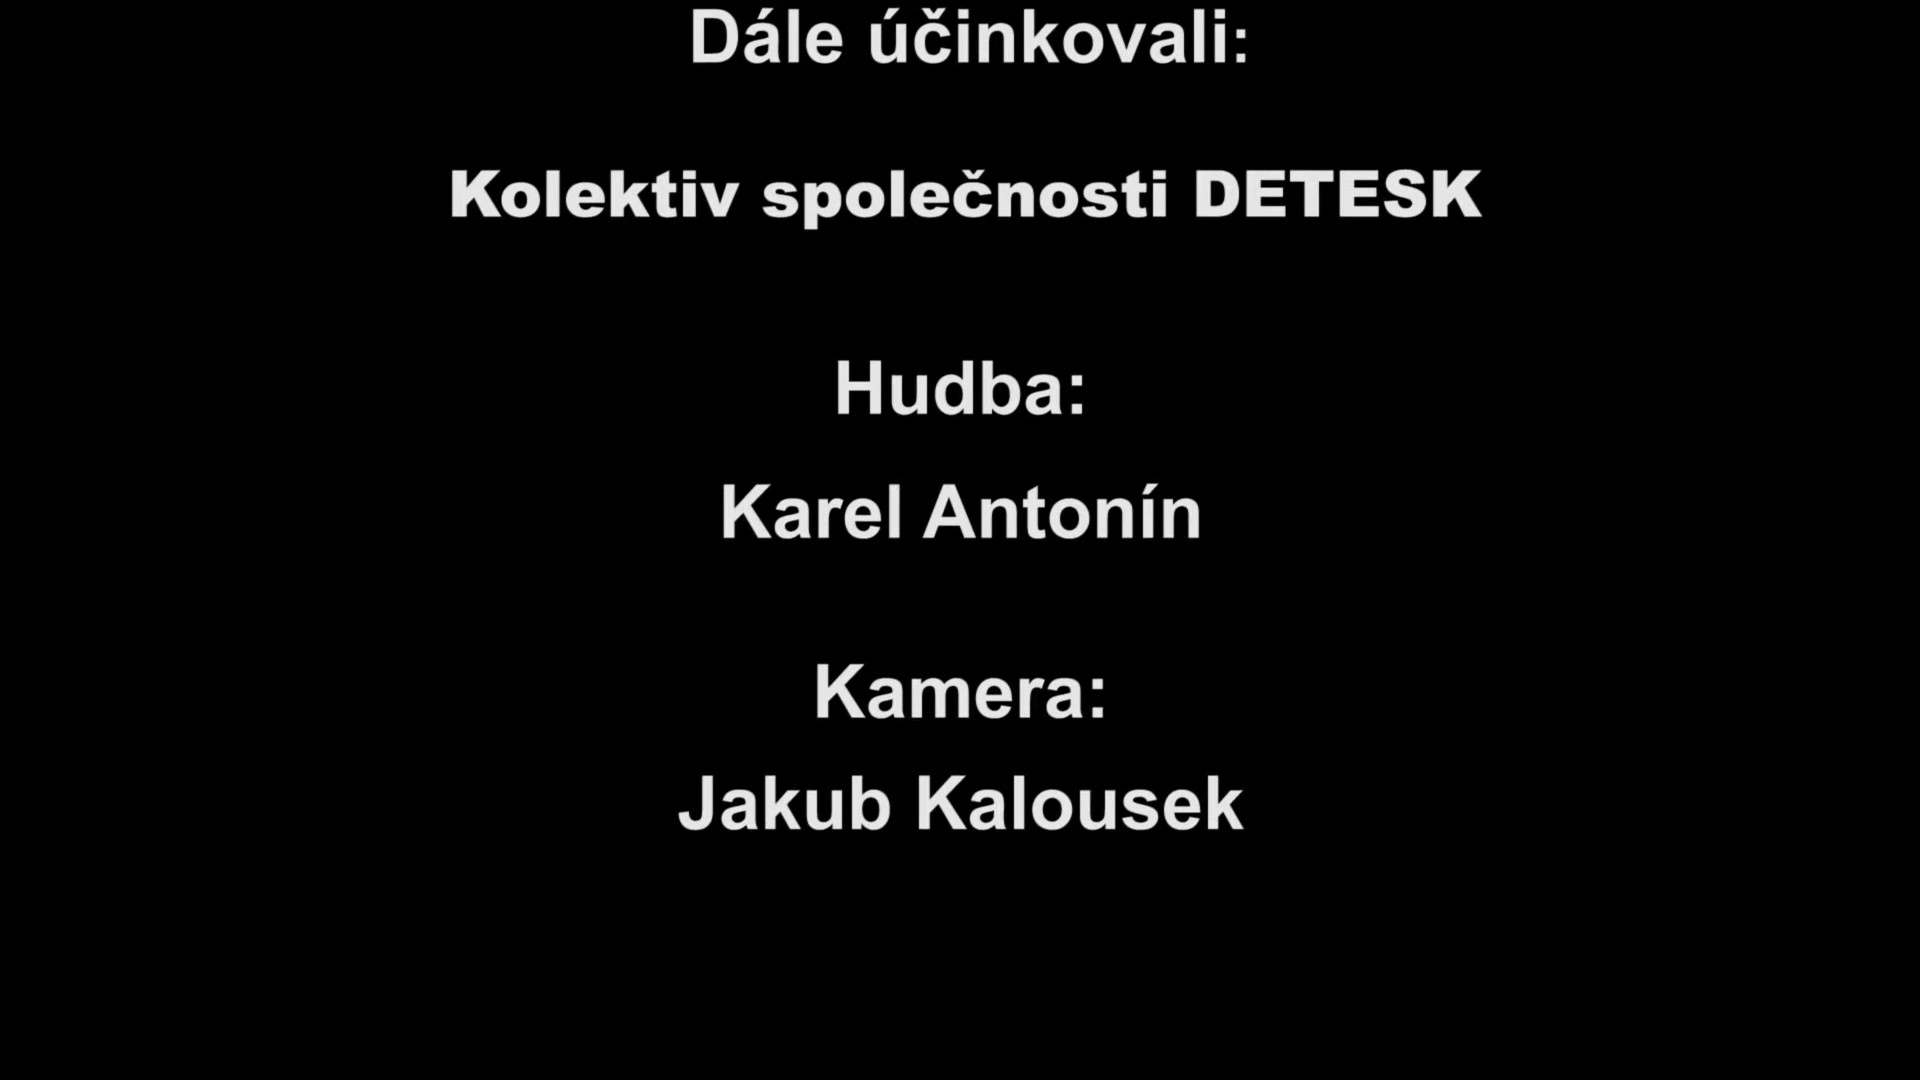 Dále účinkovali:
Kolektiv společnosti DETESK
Hudba:
Karel Antonín
Kamera:
Jakub Kalousek